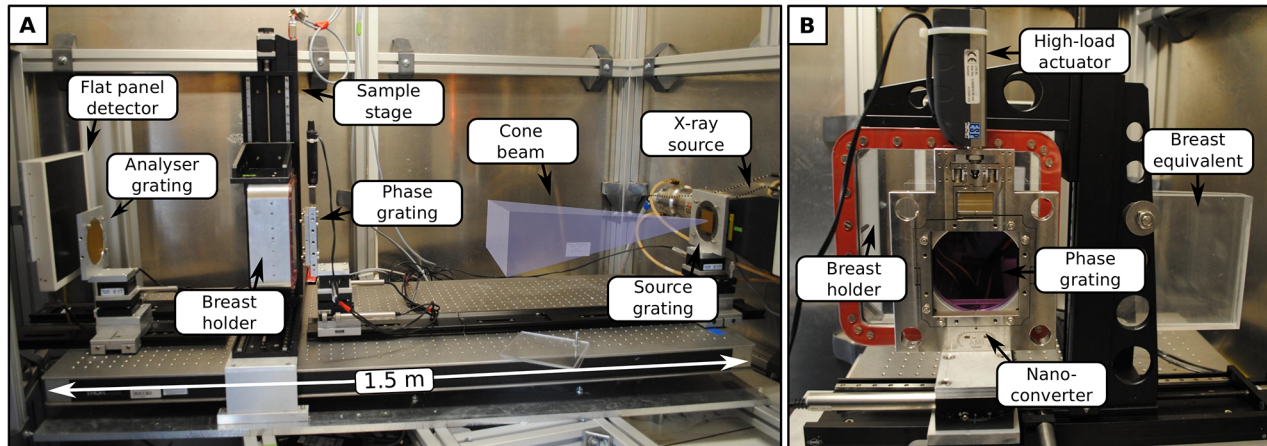 A
Flat panel
detector
Analyser
grating
Sample
stage
Phase
grating
Cone
beam
X-ray
source
Breast
holder
Source
grating
1.5 m
B
High-load
actuator
Breast
equivalent
Breast
holder
Phase
grating
Nano-
converter